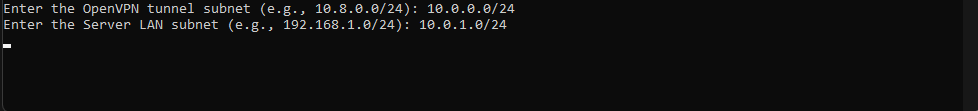 Enter the OpenVPN tunnel subnet (e.g., 10.8.0.0/24): 10.0.0.0/24
Enter the Server LAN subnet (e.g., 192.168.1.0/24): 10.0.1.0/24